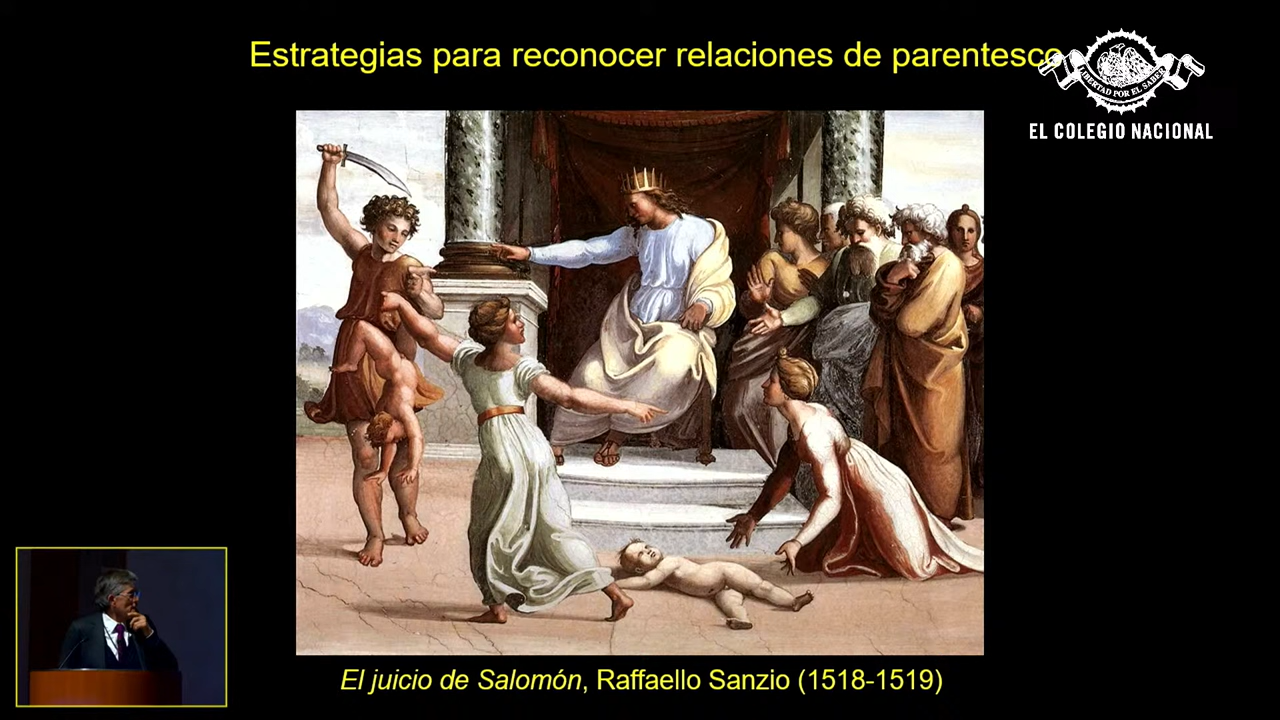 Estrategias para reconocer relaciones de parentesco
LIBERTAD POR EL SABER
EL COLEGIO NACIONAL
El juicio de Salomón, Raffaello Sanzio (1518-1519)